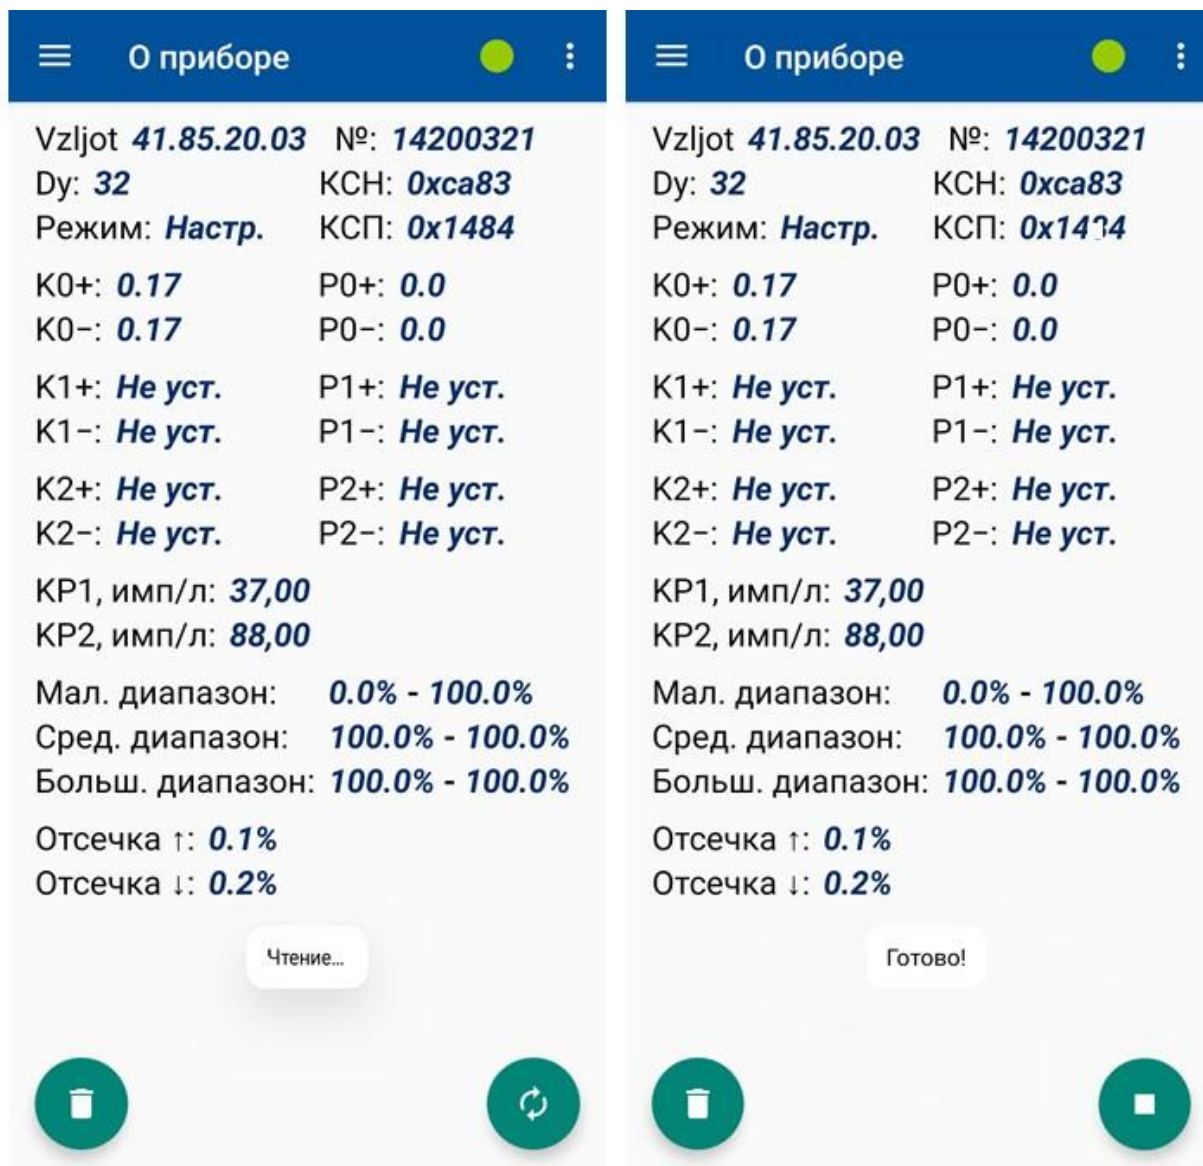 О приборе
Vzljot 41.85.20.03 №: 14200321
Dy: 32 КСН: 0xca83
Режим: Настр. КСП: 0x1484
K0+: 0.17 P0+: 0.0
K0−: 0.17 P0−: 0.0
K1+: Не уст. P1+: Не уст.
K1−: Не уст. P1−: Не уст.
K2+: Не уст. P2+: Не уст.
K2−: Не уст. P2−: Не уст.
KP1, имп/л: 37,00
KP2, имп/л: 88,00
Мал. диапазон: 0.0% - 100.0%
Сред. диапазон: 100.0% - 100.0%
Больш. диапазон: 100.0% - 100.0%
Отсечка ↑: 0.1%
Отсечка ↓: 0.2%
Чтение...
О приборе
Vzljot 41.85.20.03 №: 14200321
Dy: 32 КСН: 0xca83
Режим: Настр. КСП:
K0+: 0.17 P0+: 0.0
K0−: 0.17 P0−: 0.0
K1+: Не уст. P1+: Не уст.
K1−: Не уст. P1−: Не уст.
K2+: Не уст. P2+: Не уст.
K2−: Не уст. P2−: Не уст.
KP1, имп/л: 37,00
KP2, имп/л: 88,00
Мал. диапазон: 0.0% - 100.0%
Сред. диапазон: 100.0% - 100.0%
Больш. диапазон: 100.0% - 100.0%
Отсечка ↑: 0.1%
Отсечка ↓: 0.2%
Готово!